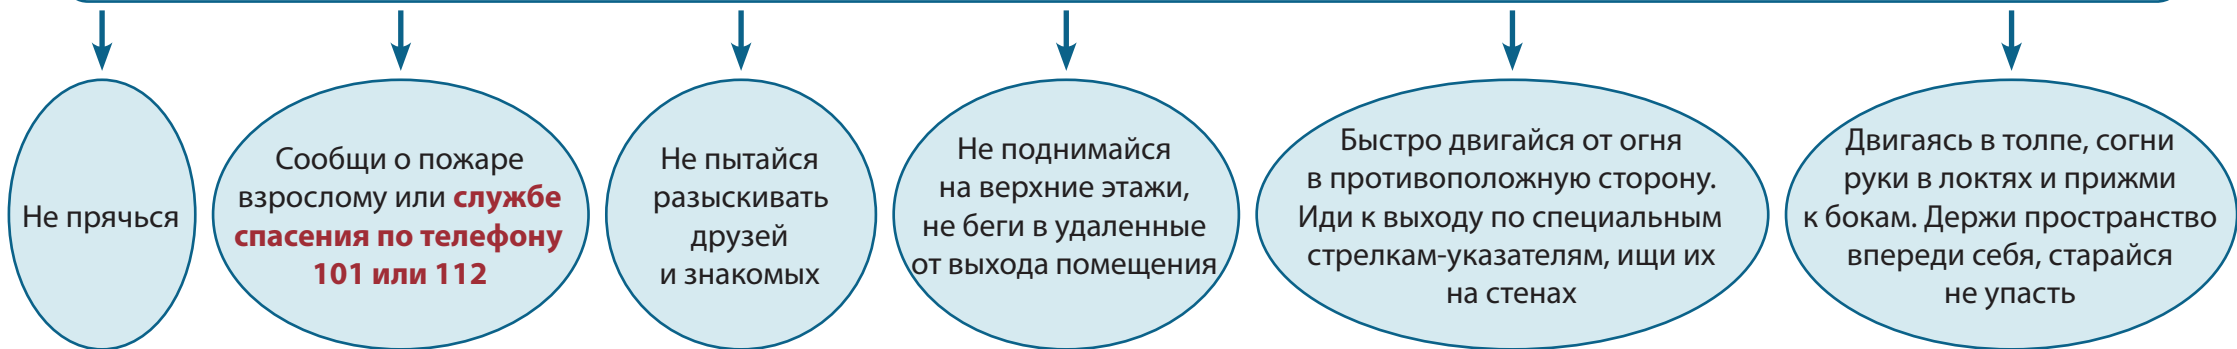 Не прячься
Сообщи о пожаре
взрослому или службе
спасения по телефону
101 или 112
Не пытайся
разыскивать
друзей
и знакомых
Не поднимайся
на верхние этажи,
не беги в удаленные
от выхода помещения
Быстро двигайся от огня
в противоположную сторону.
Иди к выходу по специальным
стрелкам-указателям, ищи их
на стенах
Двигаясь в толпе, согни
руки в локтях и прижми
к бокам. Держи пространство
впереди себя, старайся
не упасть